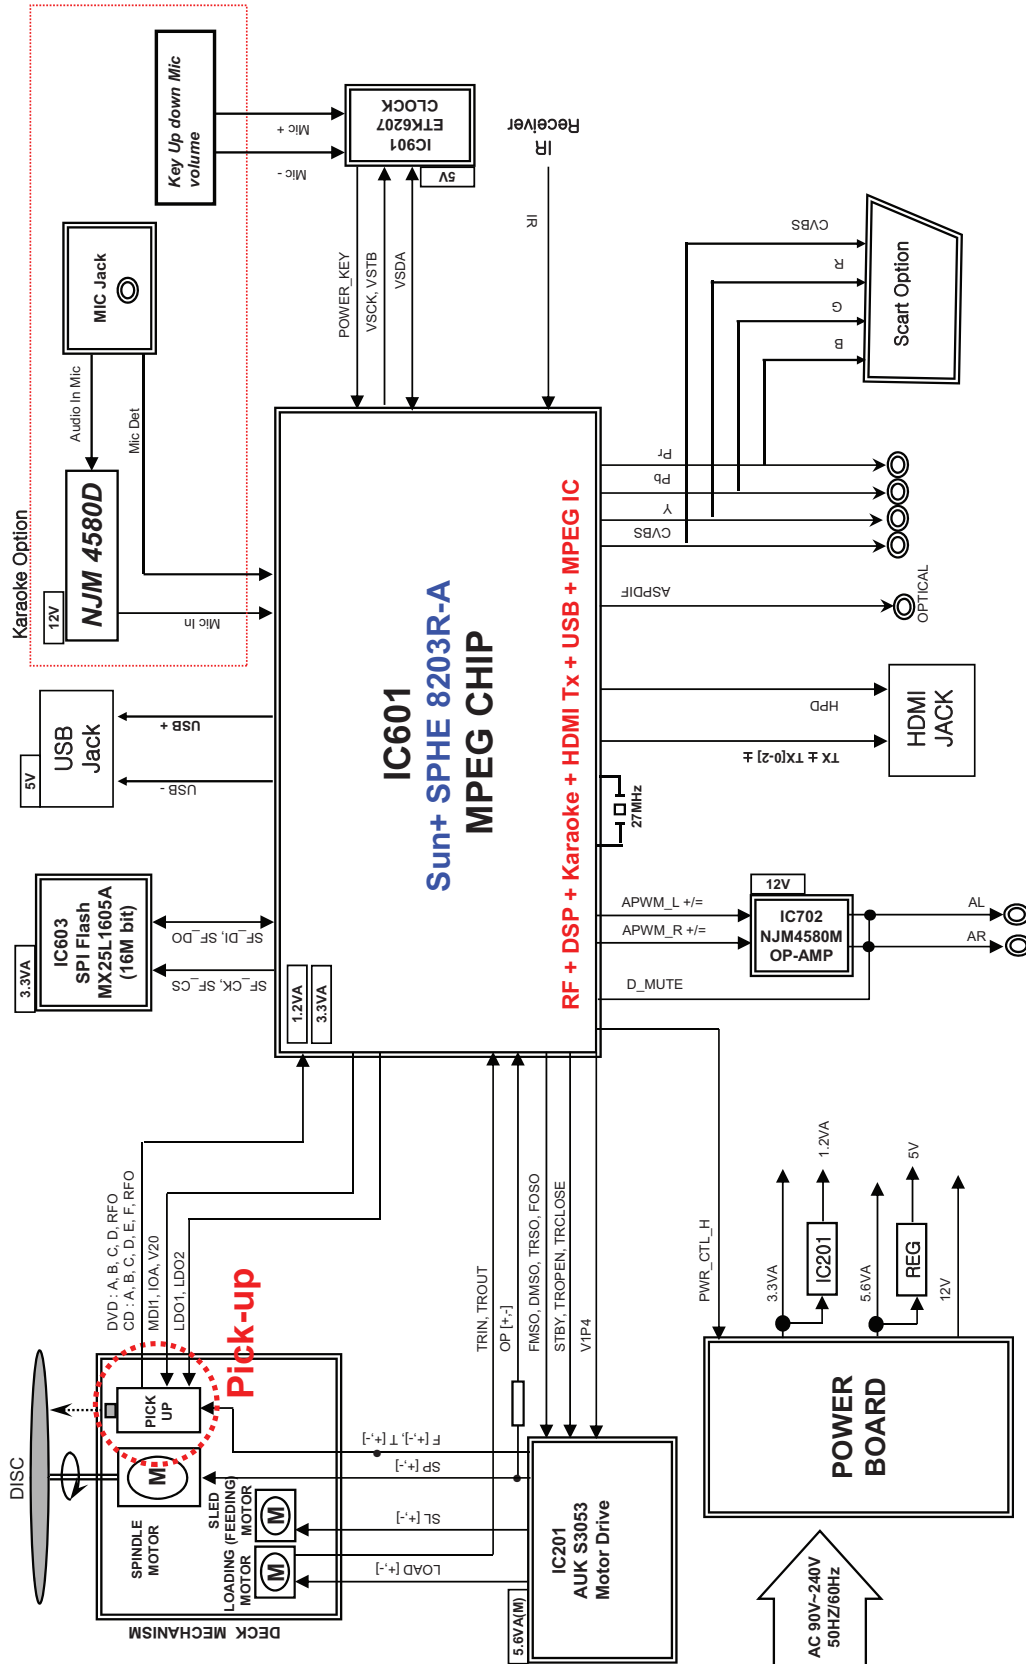 Karaoke Option
Key Up down Mic
volume
MIC Jack
Audio In Mic
Mic Det
NJM 4580D
12V
Mic In
Mic +
Mic -
IC901
ETK6207
CLOCK
5V
POWER_KEY
VSCK, VSTB
VSDA
IR
Receiver
IR
CVBS
R
G
B
Scart Option
USB
Jack
5V
USB +
USB -
IC603
SPI Flash
MX25L1605A
(16M bit)
3.3VA
SF_DI, SF_DO
SF_CK, SF_CS
IC601
Sun+ SPHE 8203R-A
MPEG CHIP
RF + DSP + Karaoke + HDMI Tx + USB + MPEG IC
1.2VA
3.3VA
Pr
Pb
Y
CVBS
ASPDIF
OPTICAL
HPD
TX ± TX[0-2] ±
HDMI
JACK
27MHz
APWM_L +/=
APWM_R +/=
D_MUTE
12V
IC702
NJM4580M
OP-AMP
AL
AR
DISC
DVD : A, B, C, D, RFO
CD : A, B, C, D, E, F, RFO
MDI1, IOA, V20
LDO1, LDO2
Pick-up
PICK
UP
M
SPINDLE
MOTOR
SLED
(FEEDING)
MOTOR
M
LOADING
MOTOR
M
DECK MECHANISM
F [+,-], T [+,-]
SP [+,-]
SL [+,-]
LOAD [+,-]
TRIN, TROUT
OP [+,-]
FMSO, DMSO, TRSO, FOSO
STBY, TROPEN, TRCLOSE
V1P4
IC201
AUK S3053
Motor Drive
5.6VA(M)
PWR_CTL_H
3.3VA
IC201
1.2VA
5.6VA
REG
5V
12V
POWER
BOARD
AC 90V~240V
50HZ/60Hz